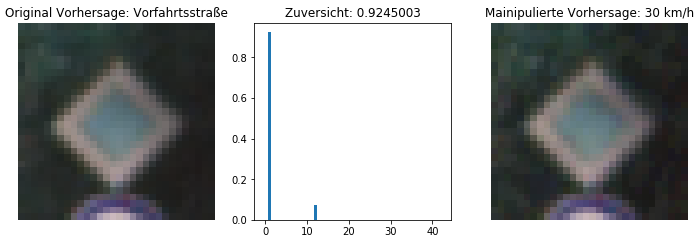 Original Vorhersage: Vorfahrtsstraße
Zuversicht: 0.9245003
Mainipulierte Vorhersage: 30 km/h
0.8
0.6
0.4
0.2
0.0
0 10 20 30 40